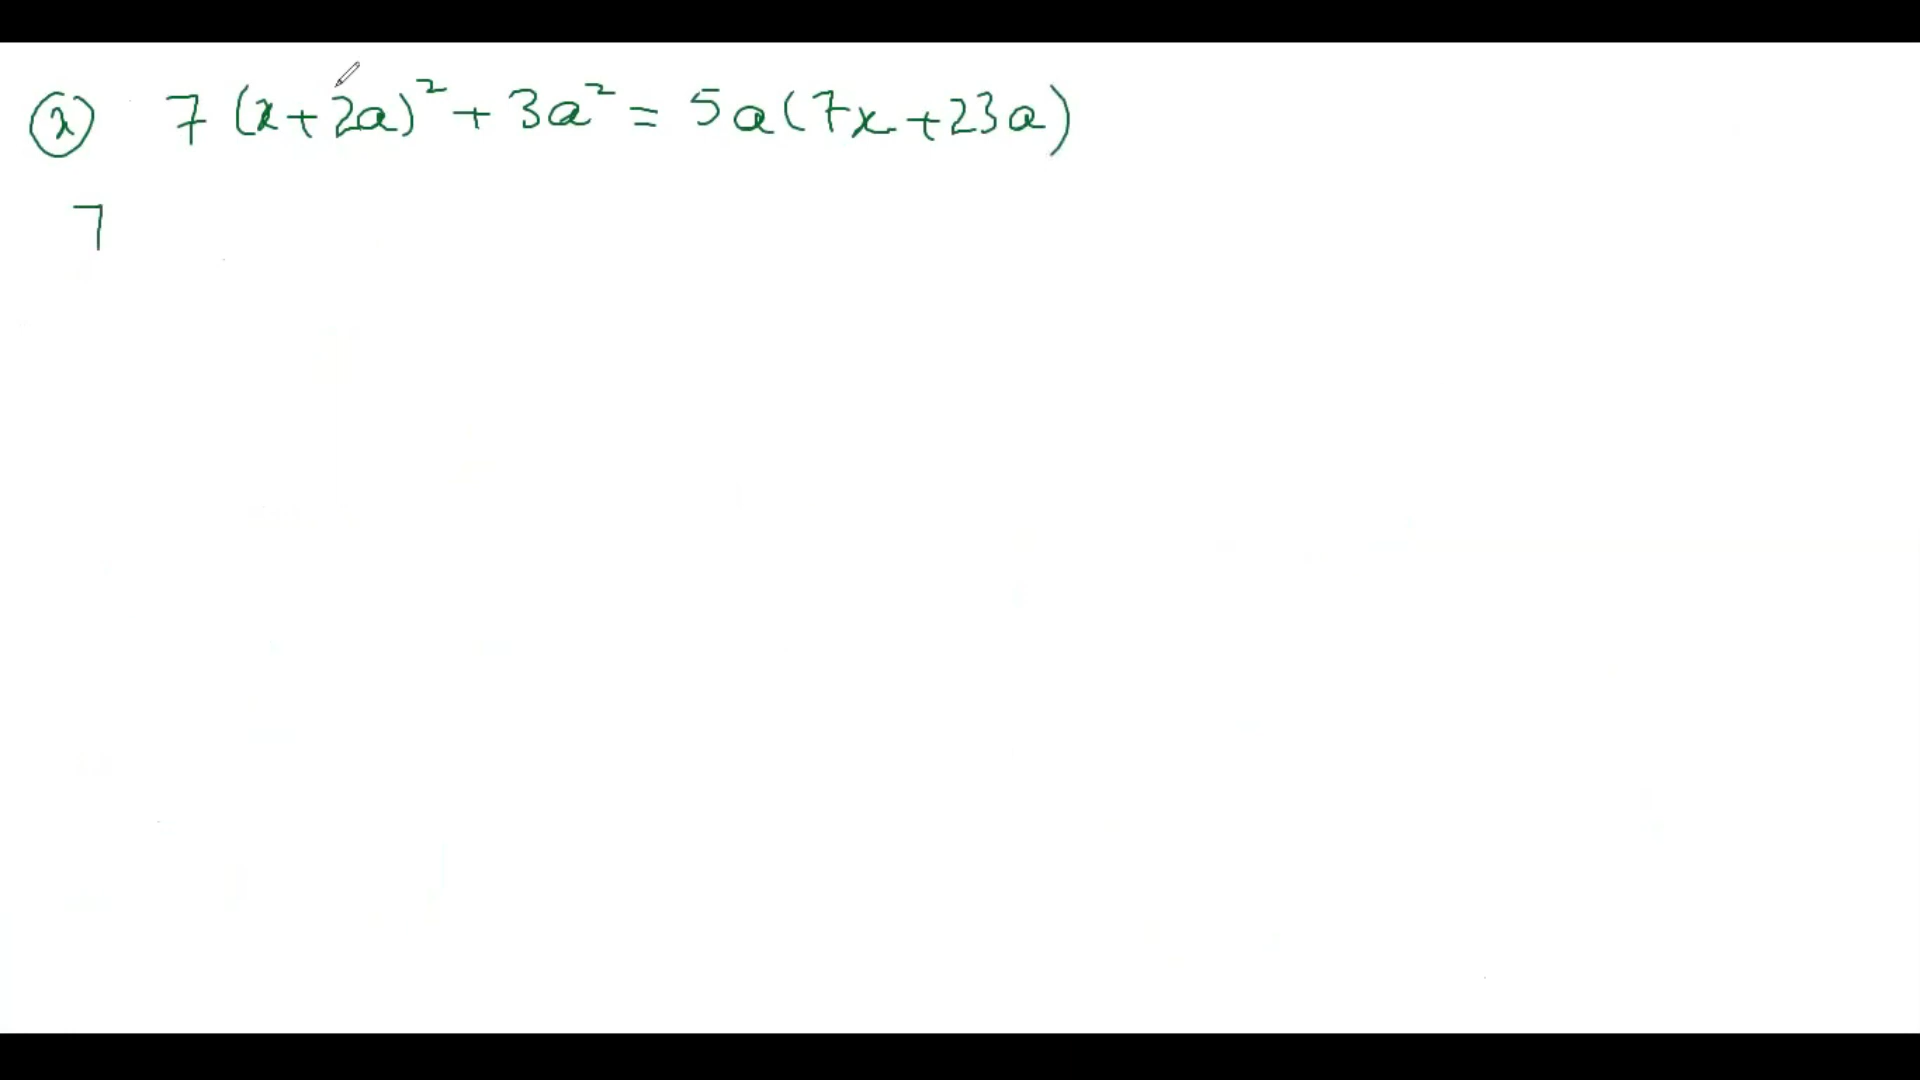 (x) 7 (x+2a)² + 3a² = 5a(7x+23a)
7